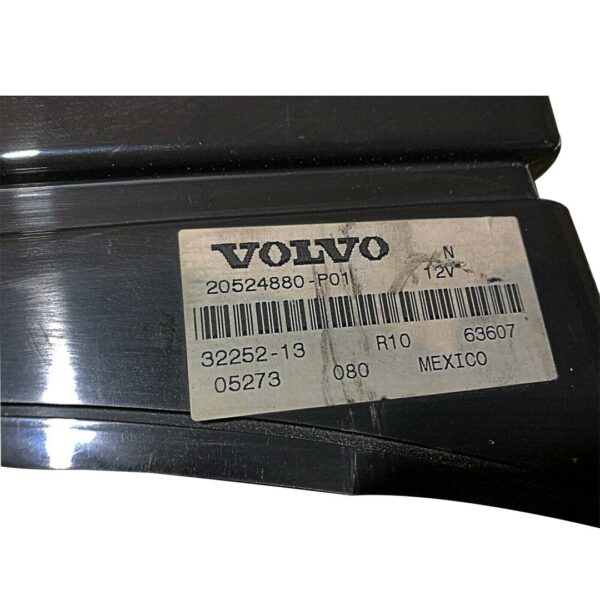 VOLVO N
20524880-P01 12V
32252-13 R10 63607
05273 080 MEXICO